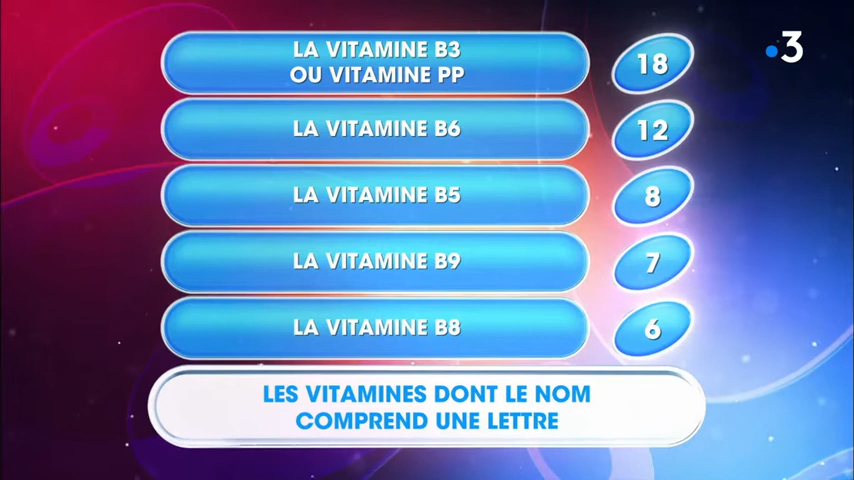 LA VITAMINE B3
OU VITAMINE PP
18
LA VITAMINE B6
12
LA VITAMINE B5
8
LA VITAMINE B9
7
LA VITAMINE B8
6
LES VITAMINES DONT LE NOM
COMPREND UNE LETTRE
3